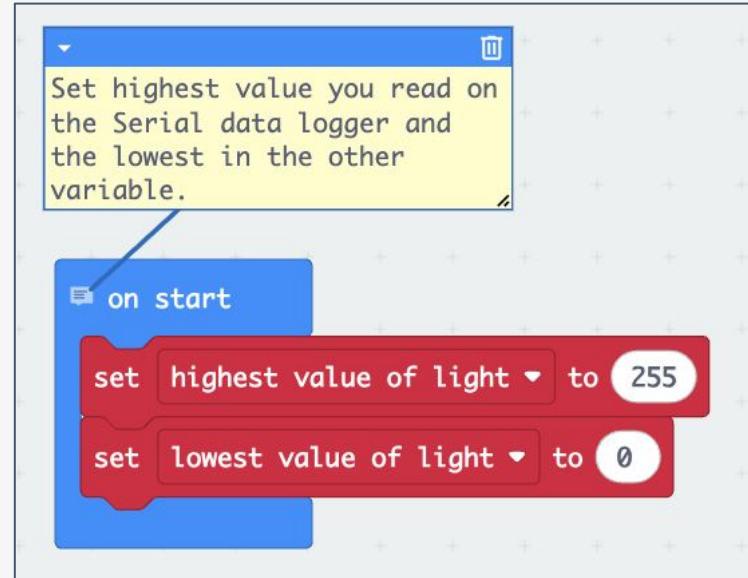 Set highest value you read on
the Serial data logger and
the lowest in the other
variable.
on start
set highest value of light to 255
set lowest value of light to 0